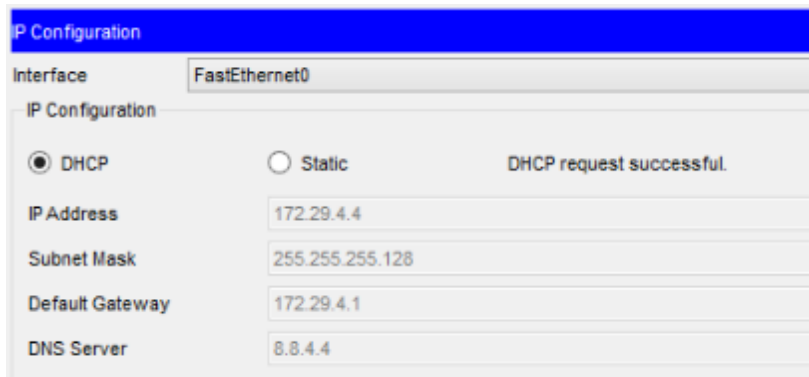 IP Configuration
Interface FastEthernet0
IP Configuration
DHCP Static DHCP request successful.
IP Address 172.29.4.4
Subnet Mask 255.255.255.128
Default Gateway 172.29.4.1
DNS Server 8.8.4.4